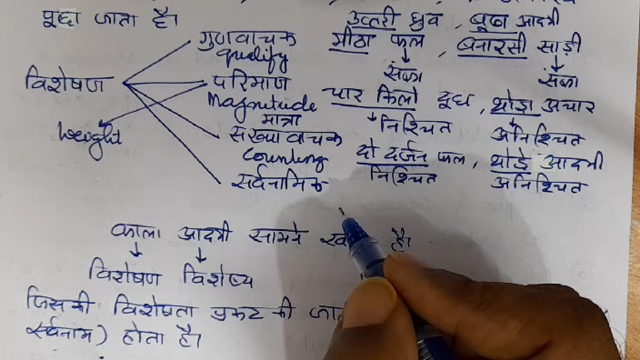 पूछा जाता है।
उत्तरी ध्रुव, बूढ़ा आदमी
गुणवाचक
qualify
मीठा फल, बनारसी साड़ी
संज्ञा संज्ञा
विशेषण
परिमाण
Magnitude
मात्रा
चार किलो दूध, थोड़ा अचार
निश्चित अनिश्चित
weight
संख्यावाचक
Counting
दो दर्जन फल, थोड़े आदमी
निश्चित अनिश्चित
सर्वनामिक
काला आदमी सामने है।
विशेषण विशेष्य
जिसकी विशेषता प्रकट की
सर्वनाम) होता है।